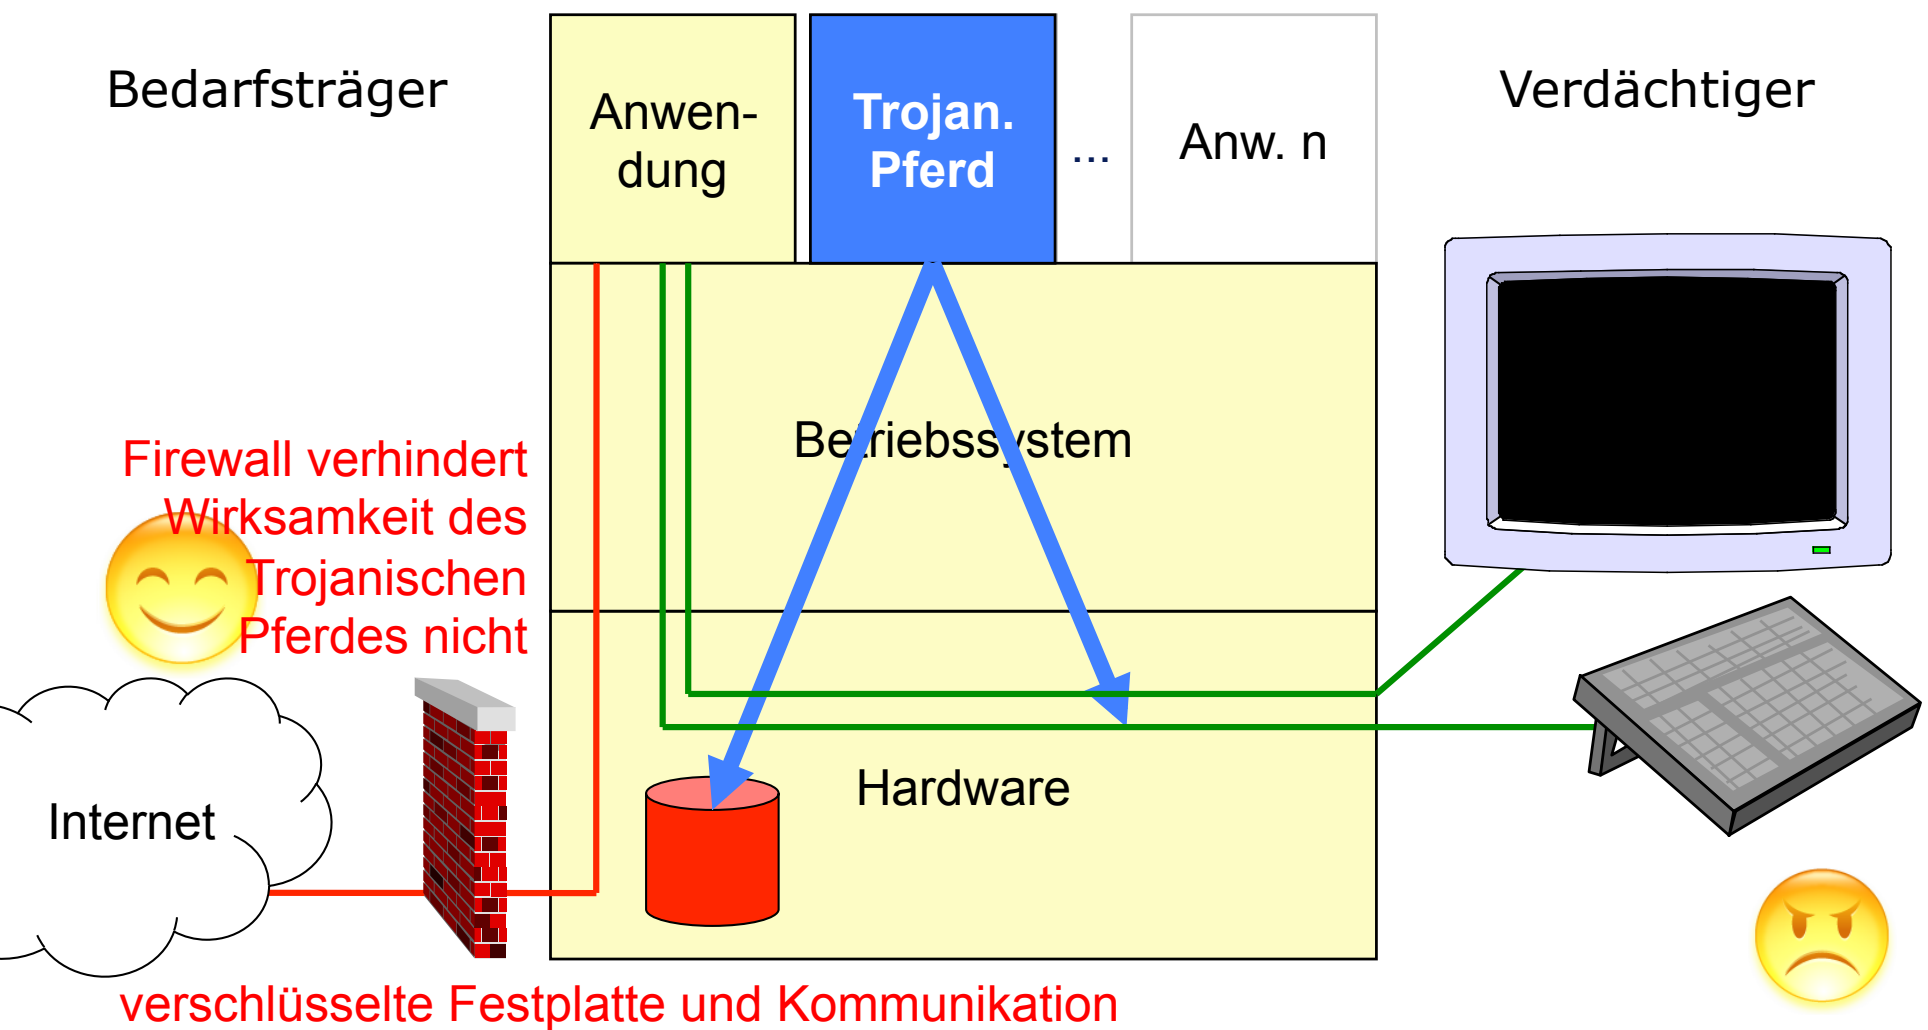 Bedarfsträger
Anwen-
dung
Trojan.
Pferd
...
Anw. n
Verdächtiger
Betriebssystem
Firewall verhindert
Wirksamkeit des
Trojanischen
Pferdes nicht
Hardware
Internet
verschlüsselte Festplatte und Kommunikation